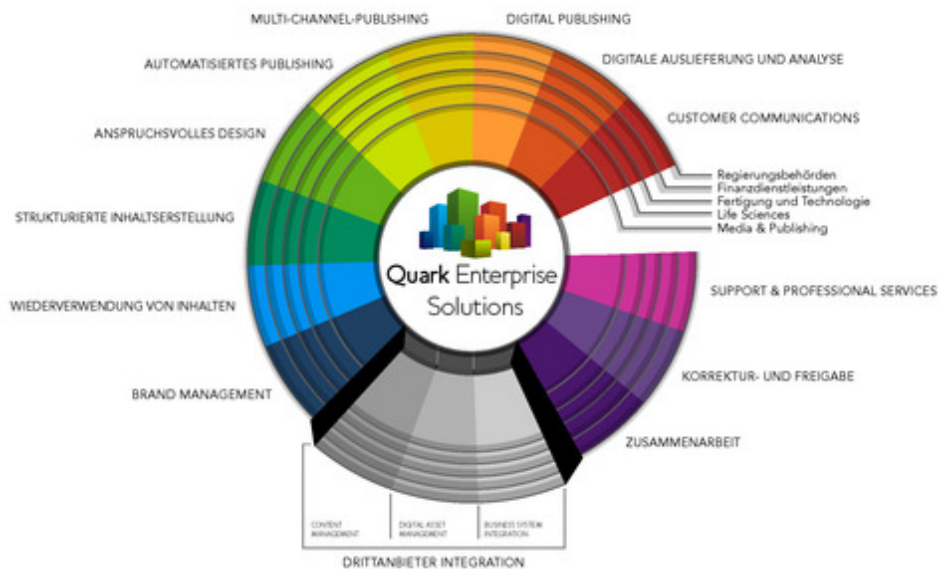 MULTI-CHANNEL-PUBLISHING
DIGITAL PUBLISHING
AUTOMATISIERTES PUBLISHING
DIGITALE AUSLIEFERUNG UND ANALYSE
ANSPRUCHSVOLLES DESIGN
CUSTOMER COMMUNICATIONS
Regierungsbehörden
Finanzdienstleistungen
Fertigung und Technologie
Life Sciences
Media & Publishing
STRUKTURIERTE INHALTSERSTELLUNG
Quark Enterprise
Solutions
SUPPORT & PROFESSIONAL SERVICES
WIEDERVERWENDUNG VON INHALTEN
KORREKTUR- UND FREIGABE
BRAND MANAGEMENT
ZUSAMMENARBEIT
CONTENT
MANAGEMENT
DIGITAL ASSET
MANAGEMENT
BUSINESS SYSTEM
INTEGRATION
DRITTANBIETER INTEGRATION